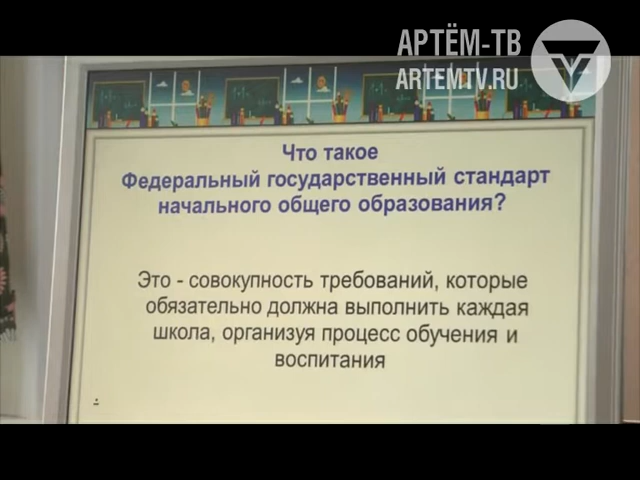 АРТЁМ-ТВ
ARTEMTV.RU
Что такое
Федеральный государственный стандарт
начального общего образования?
Это - совокупность требований, которые
обязательно должна выполнить каждая
школа, организуя процесс обучения и
воспитания